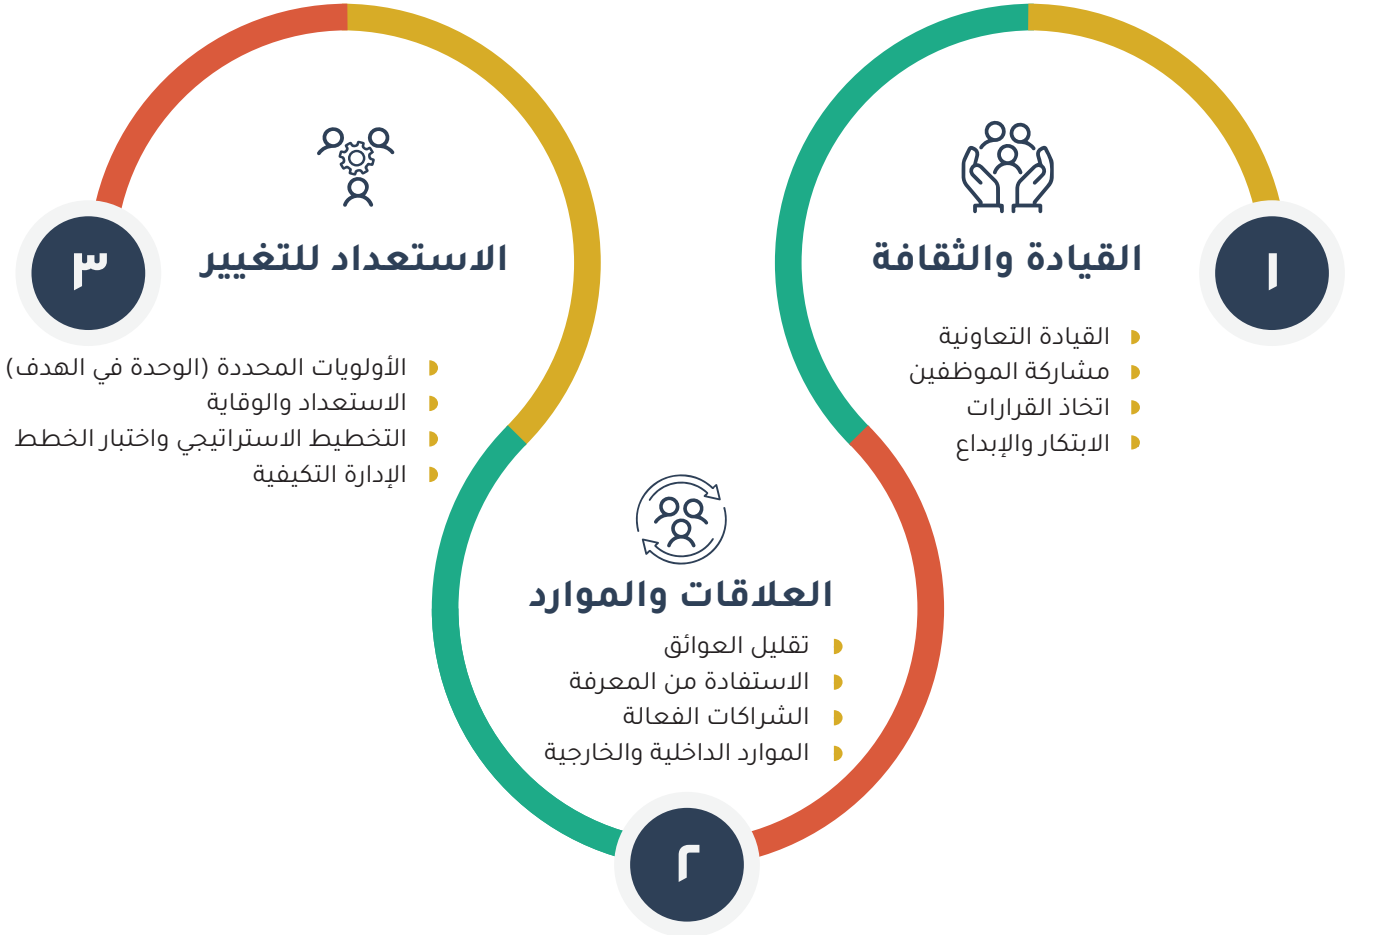 ١
القيادة والثقافة
القيادة التعاونية
مشاركة الموظفين
اتخاذ القرارات
الابتكار والإبداع
٢
العلاقات والموارد
تقليل العوائق
الاستفادة من المعرفة
الشراكات الفعالة
الموارد الداخلية والخارجية
٣
الاستعداد للتغيير
الأولويات المحددة (الوحدة في الهدف)
الاستعداد والوقاية
التخطيط الاستراتيجي واختبار الخطط
الإدارة التكيفية